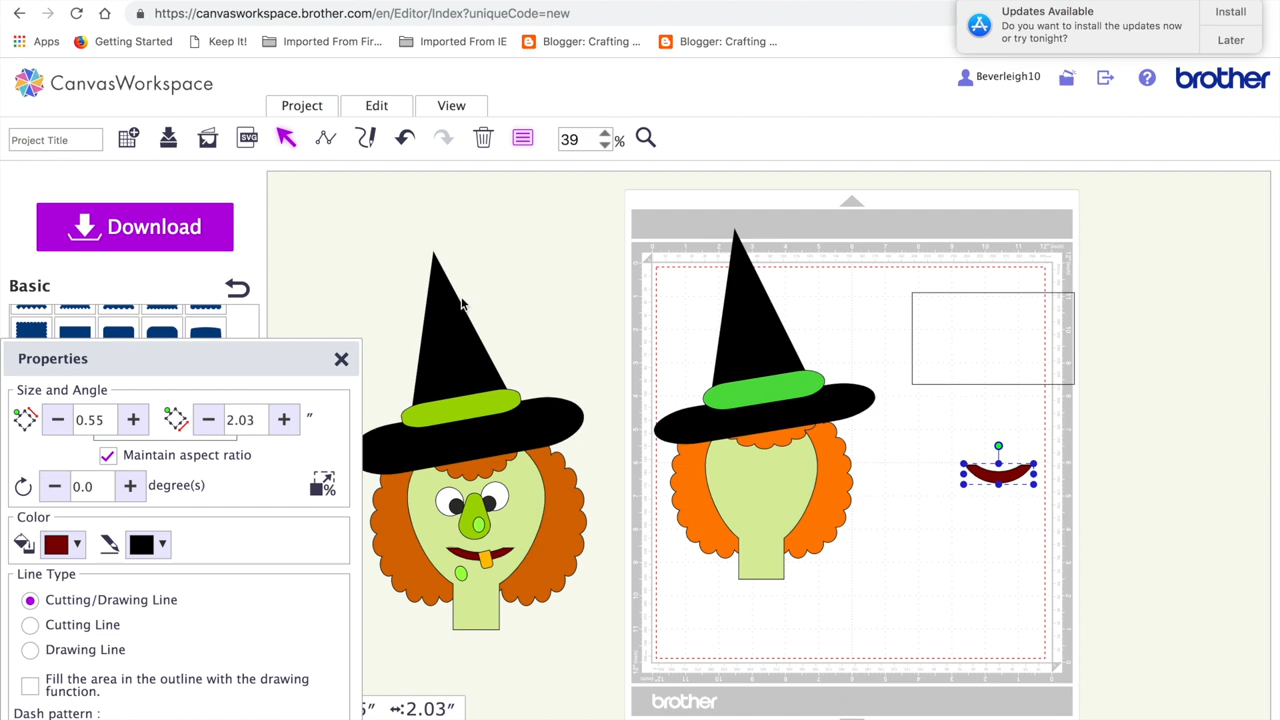 https://canvasworkspace.brother.com/en/Editor/Index?uniqueCode=new
Updates Available
Do you want to install the updates now
or try tonight?
Install
Later
Apps
Getting Started
Keep It!
Imported From Fir...
Imported From IE
Blogger: Crafting ...
Blogger: Crafting ...
CanvasWorkspace
Beverleigh10
brother
Project
Edit
View
Project Title
SVG
39
%
Download
Basic
Properties
Size and Angle
0.55
2.03
"
Maintain aspect ratio
0.0
degree(s)
%
Color
Line Type
Cutting/Drawing Line
Cutting Line
Drawing Line
Fill the area in the outline with the drawing
function.
Dash pattern :
2.03"
brother